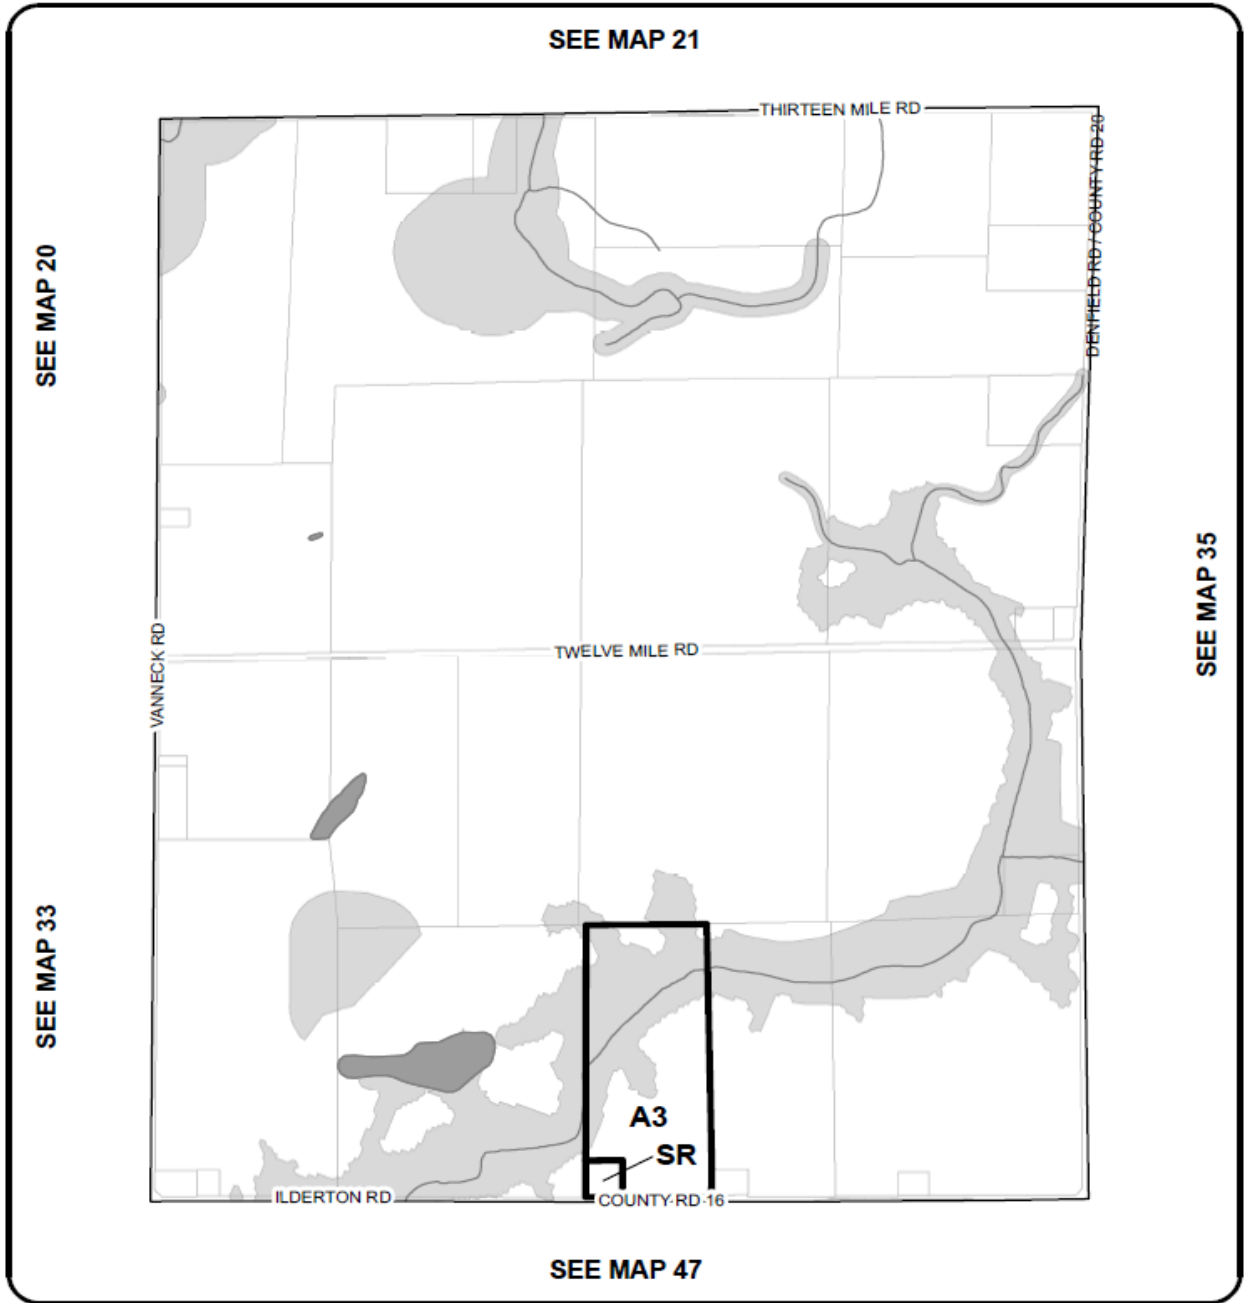 SEE MAP 21
THIRTEEN MILE RD
DENFIELD RD / COUNTY RD 20
SEE MAP 20
SEE MAP 35
VANNECK RD
TWELVE MILE RD
SEE MAP 33
A3
SR
ILDERTON RD
COUNTY RD 16
SEE MAP 47